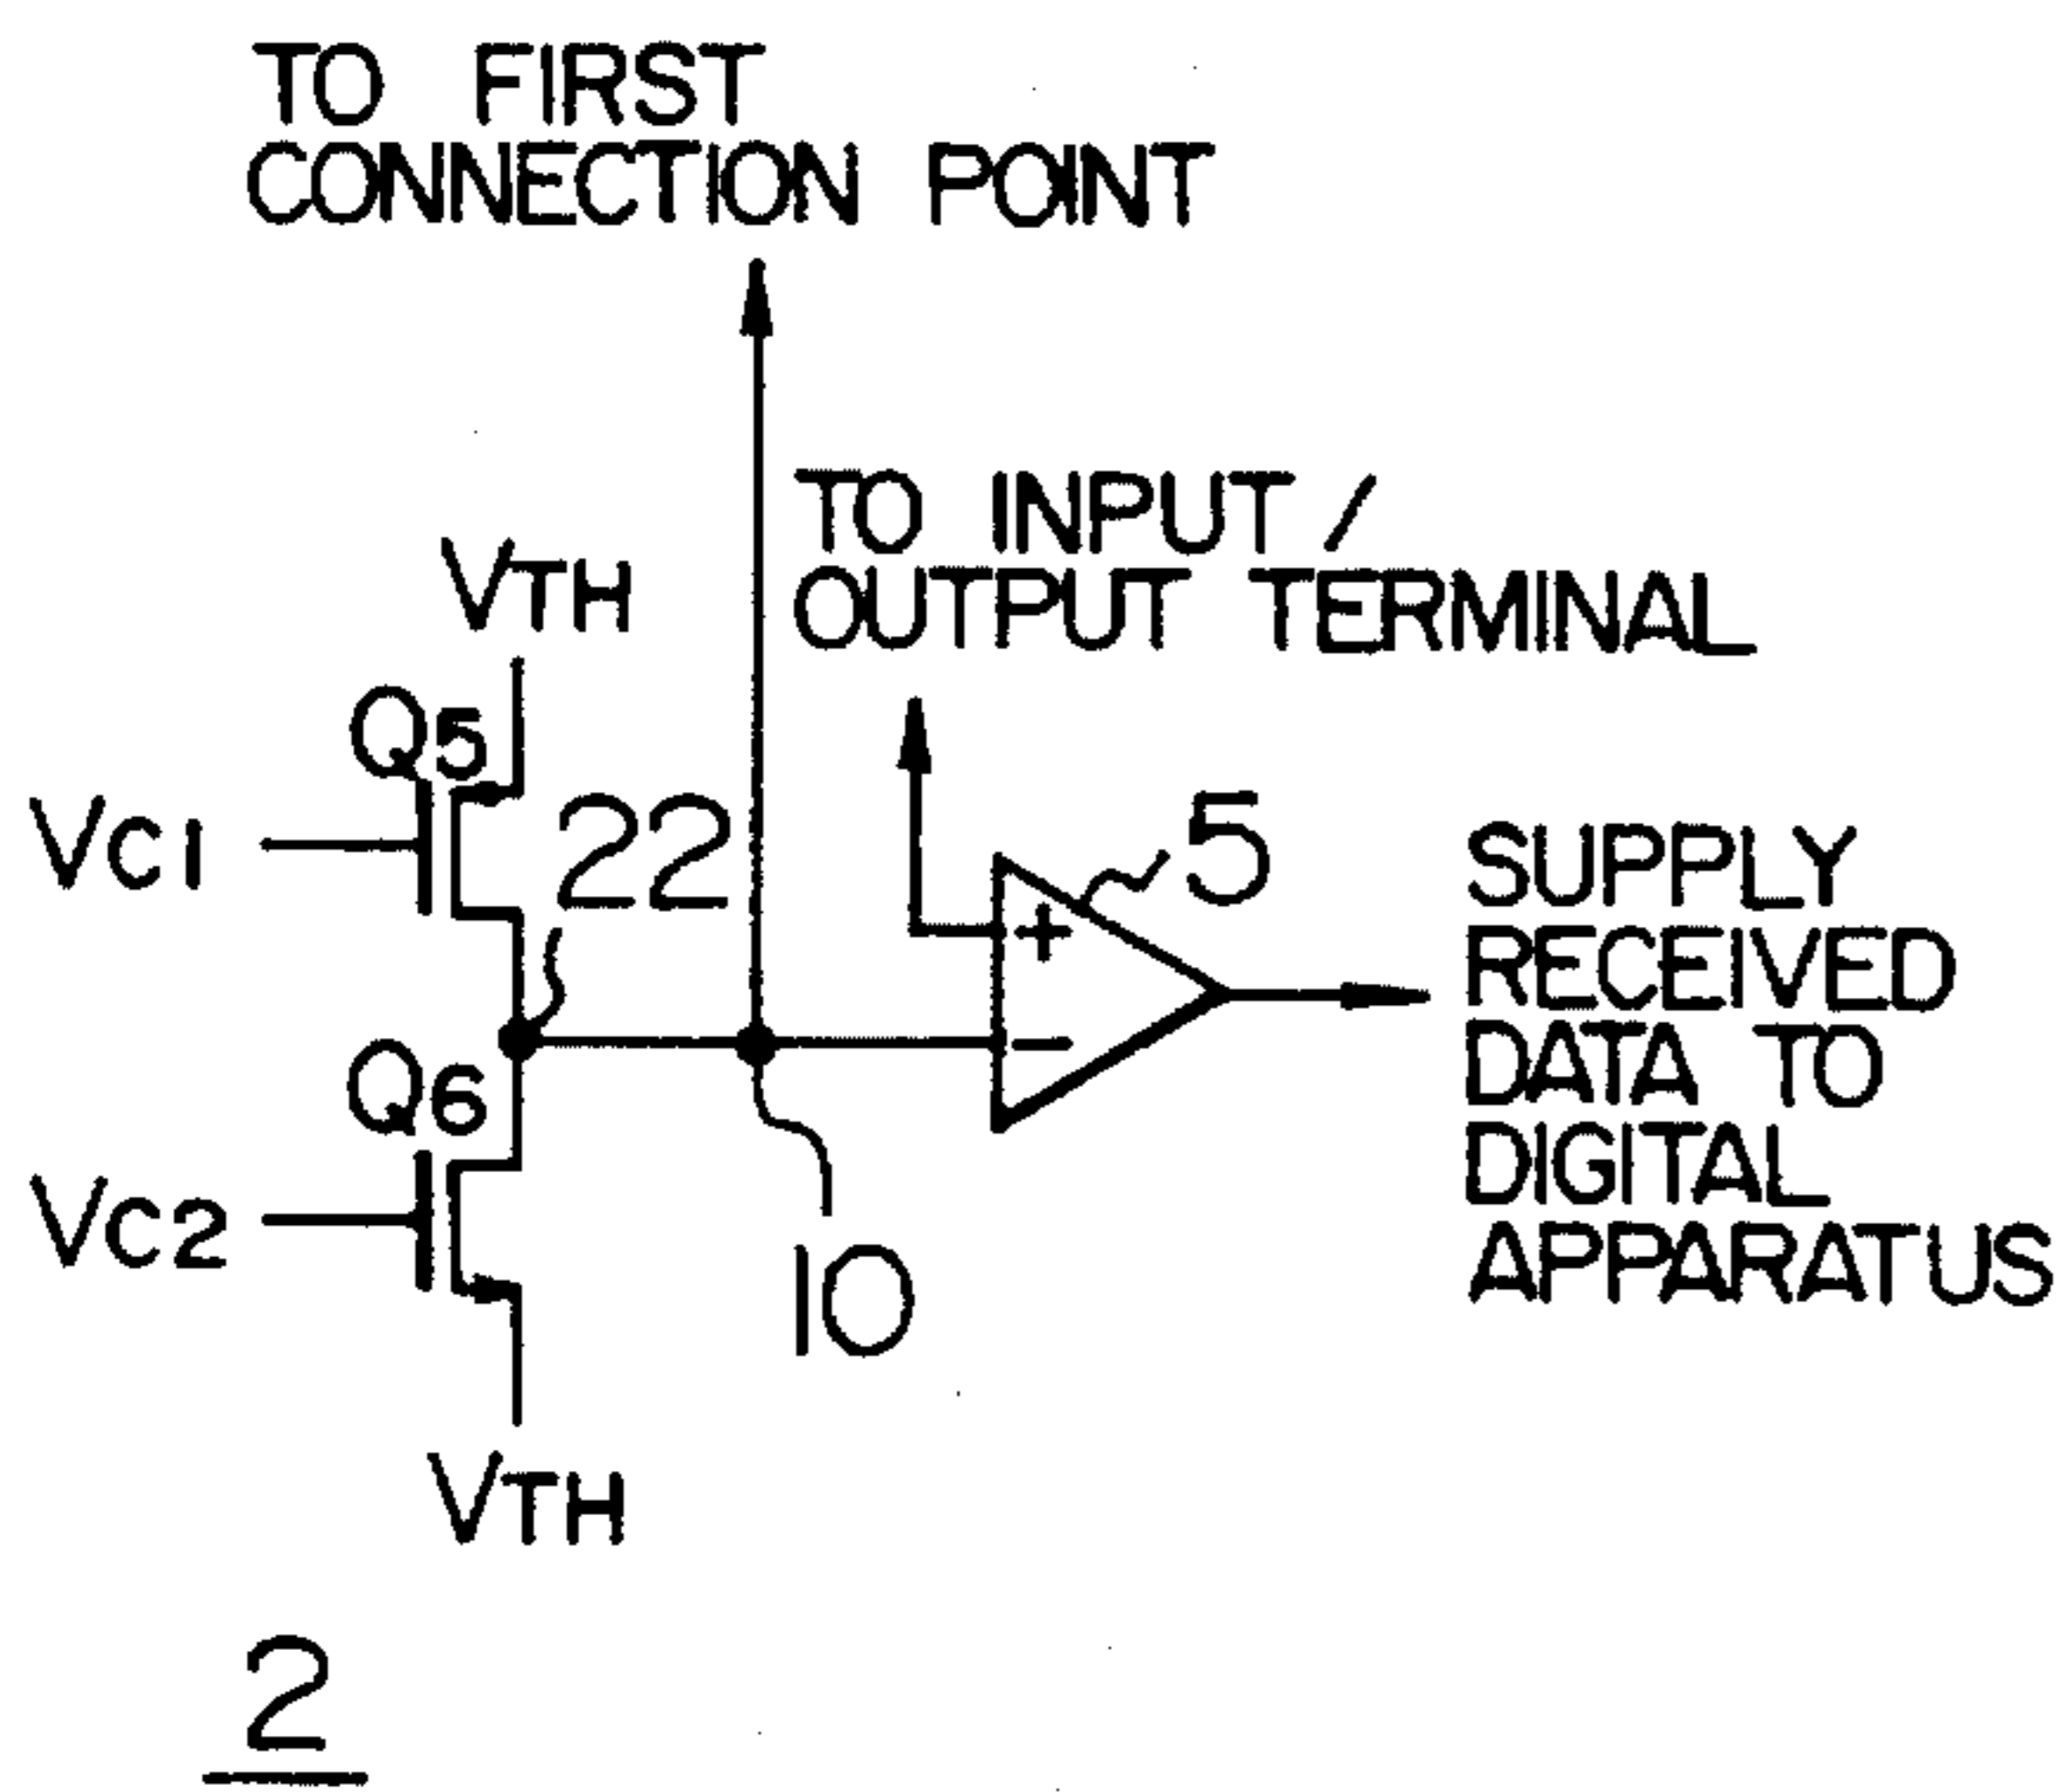 TO FIRST
CONNECTION POINT
TO INPUT /
OUTPUT TERMINAL
VTH
Q5
VC1
22
5
+
SUPPLY
RECEIVED
DATA TO
DIGITAL
APPARATUS
−
Q6
VC2
10
VTH
2